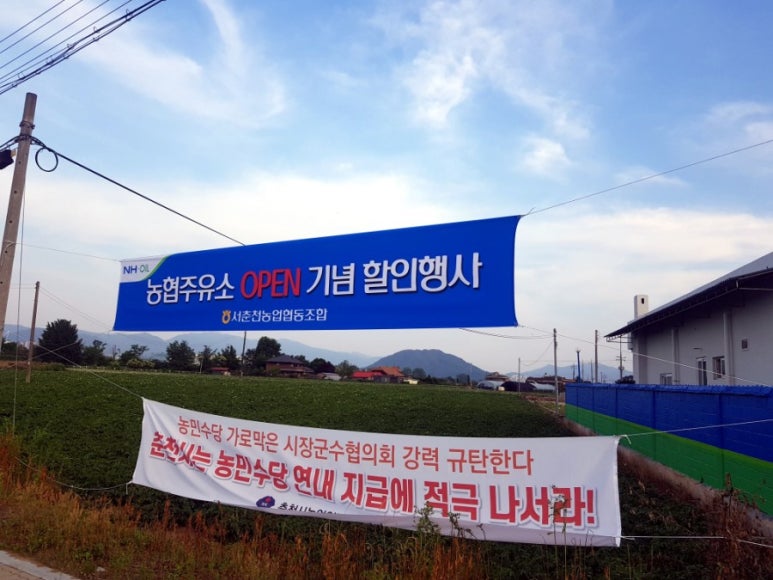 NH-OIL
농협주유소 OPEN 기념 할인행사
서춘천농업협동조합
농민수당 가로막은 시장군수협의회 강력 규탄한다
춘천시는 농민수당 연내 지급에 적극 나서라!